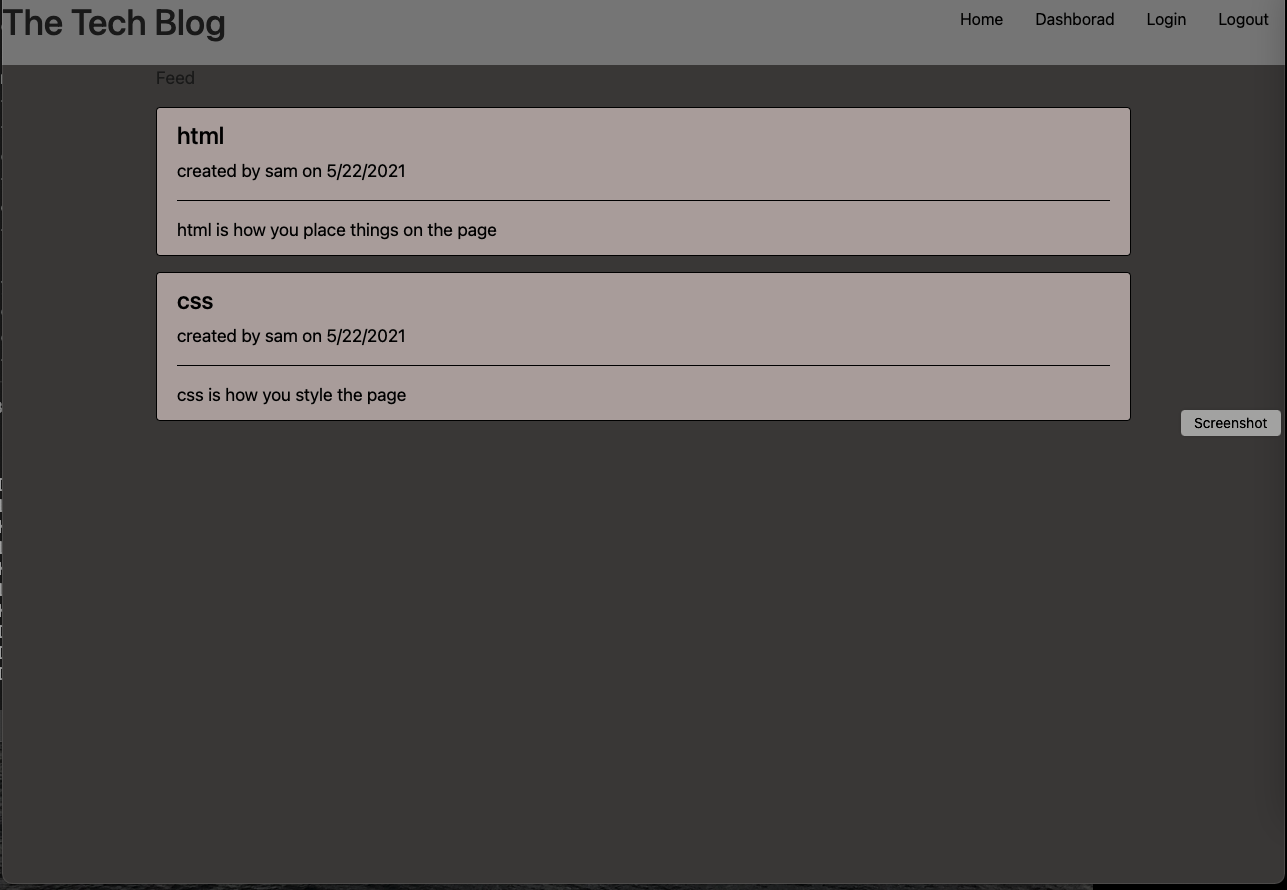 The Tech Blog
Home Dashborad Login Logout
Feed
html
created by sam on 5/22/2021
html is how you place things on the page
css
created by sam on 5/22/2021
css is how you style the page
Screenshot